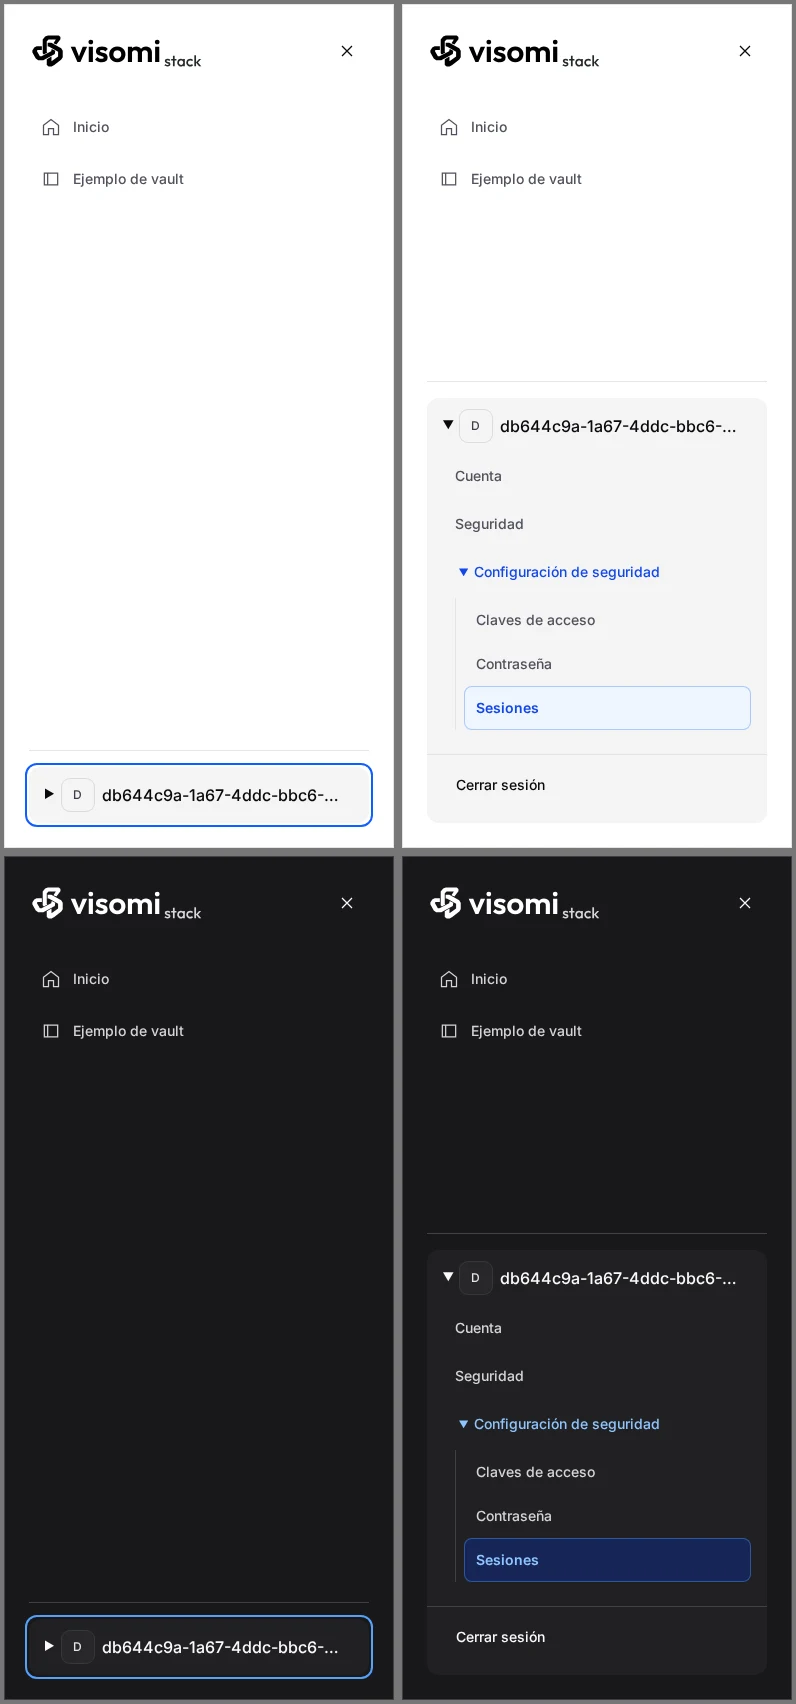 visomi stack
Inicio
Ejemplo de vault
D db644c9a-1a67-4ddc-bbc6-...
visomi stack
Inicio
Ejemplo de vault
D db644c9a-1a67-4ddc-bbc6-...
Cuenta
Seguridad
Configuración de seguridad
Claves de acceso
Contraseña
Sesiones
Cerrar sesión
visomi stack
Inicio
Ejemplo de vault
D db644c9a-1a67-4ddc-bbc6-...
visomi stack
Inicio
Ejemplo de vault
D db644c9a-1a67-4ddc-bbc6-...
Cuenta
Seguridad
Configuración de seguridad
Claves de acceso
Contraseña
Sesiones
Cerrar sesión